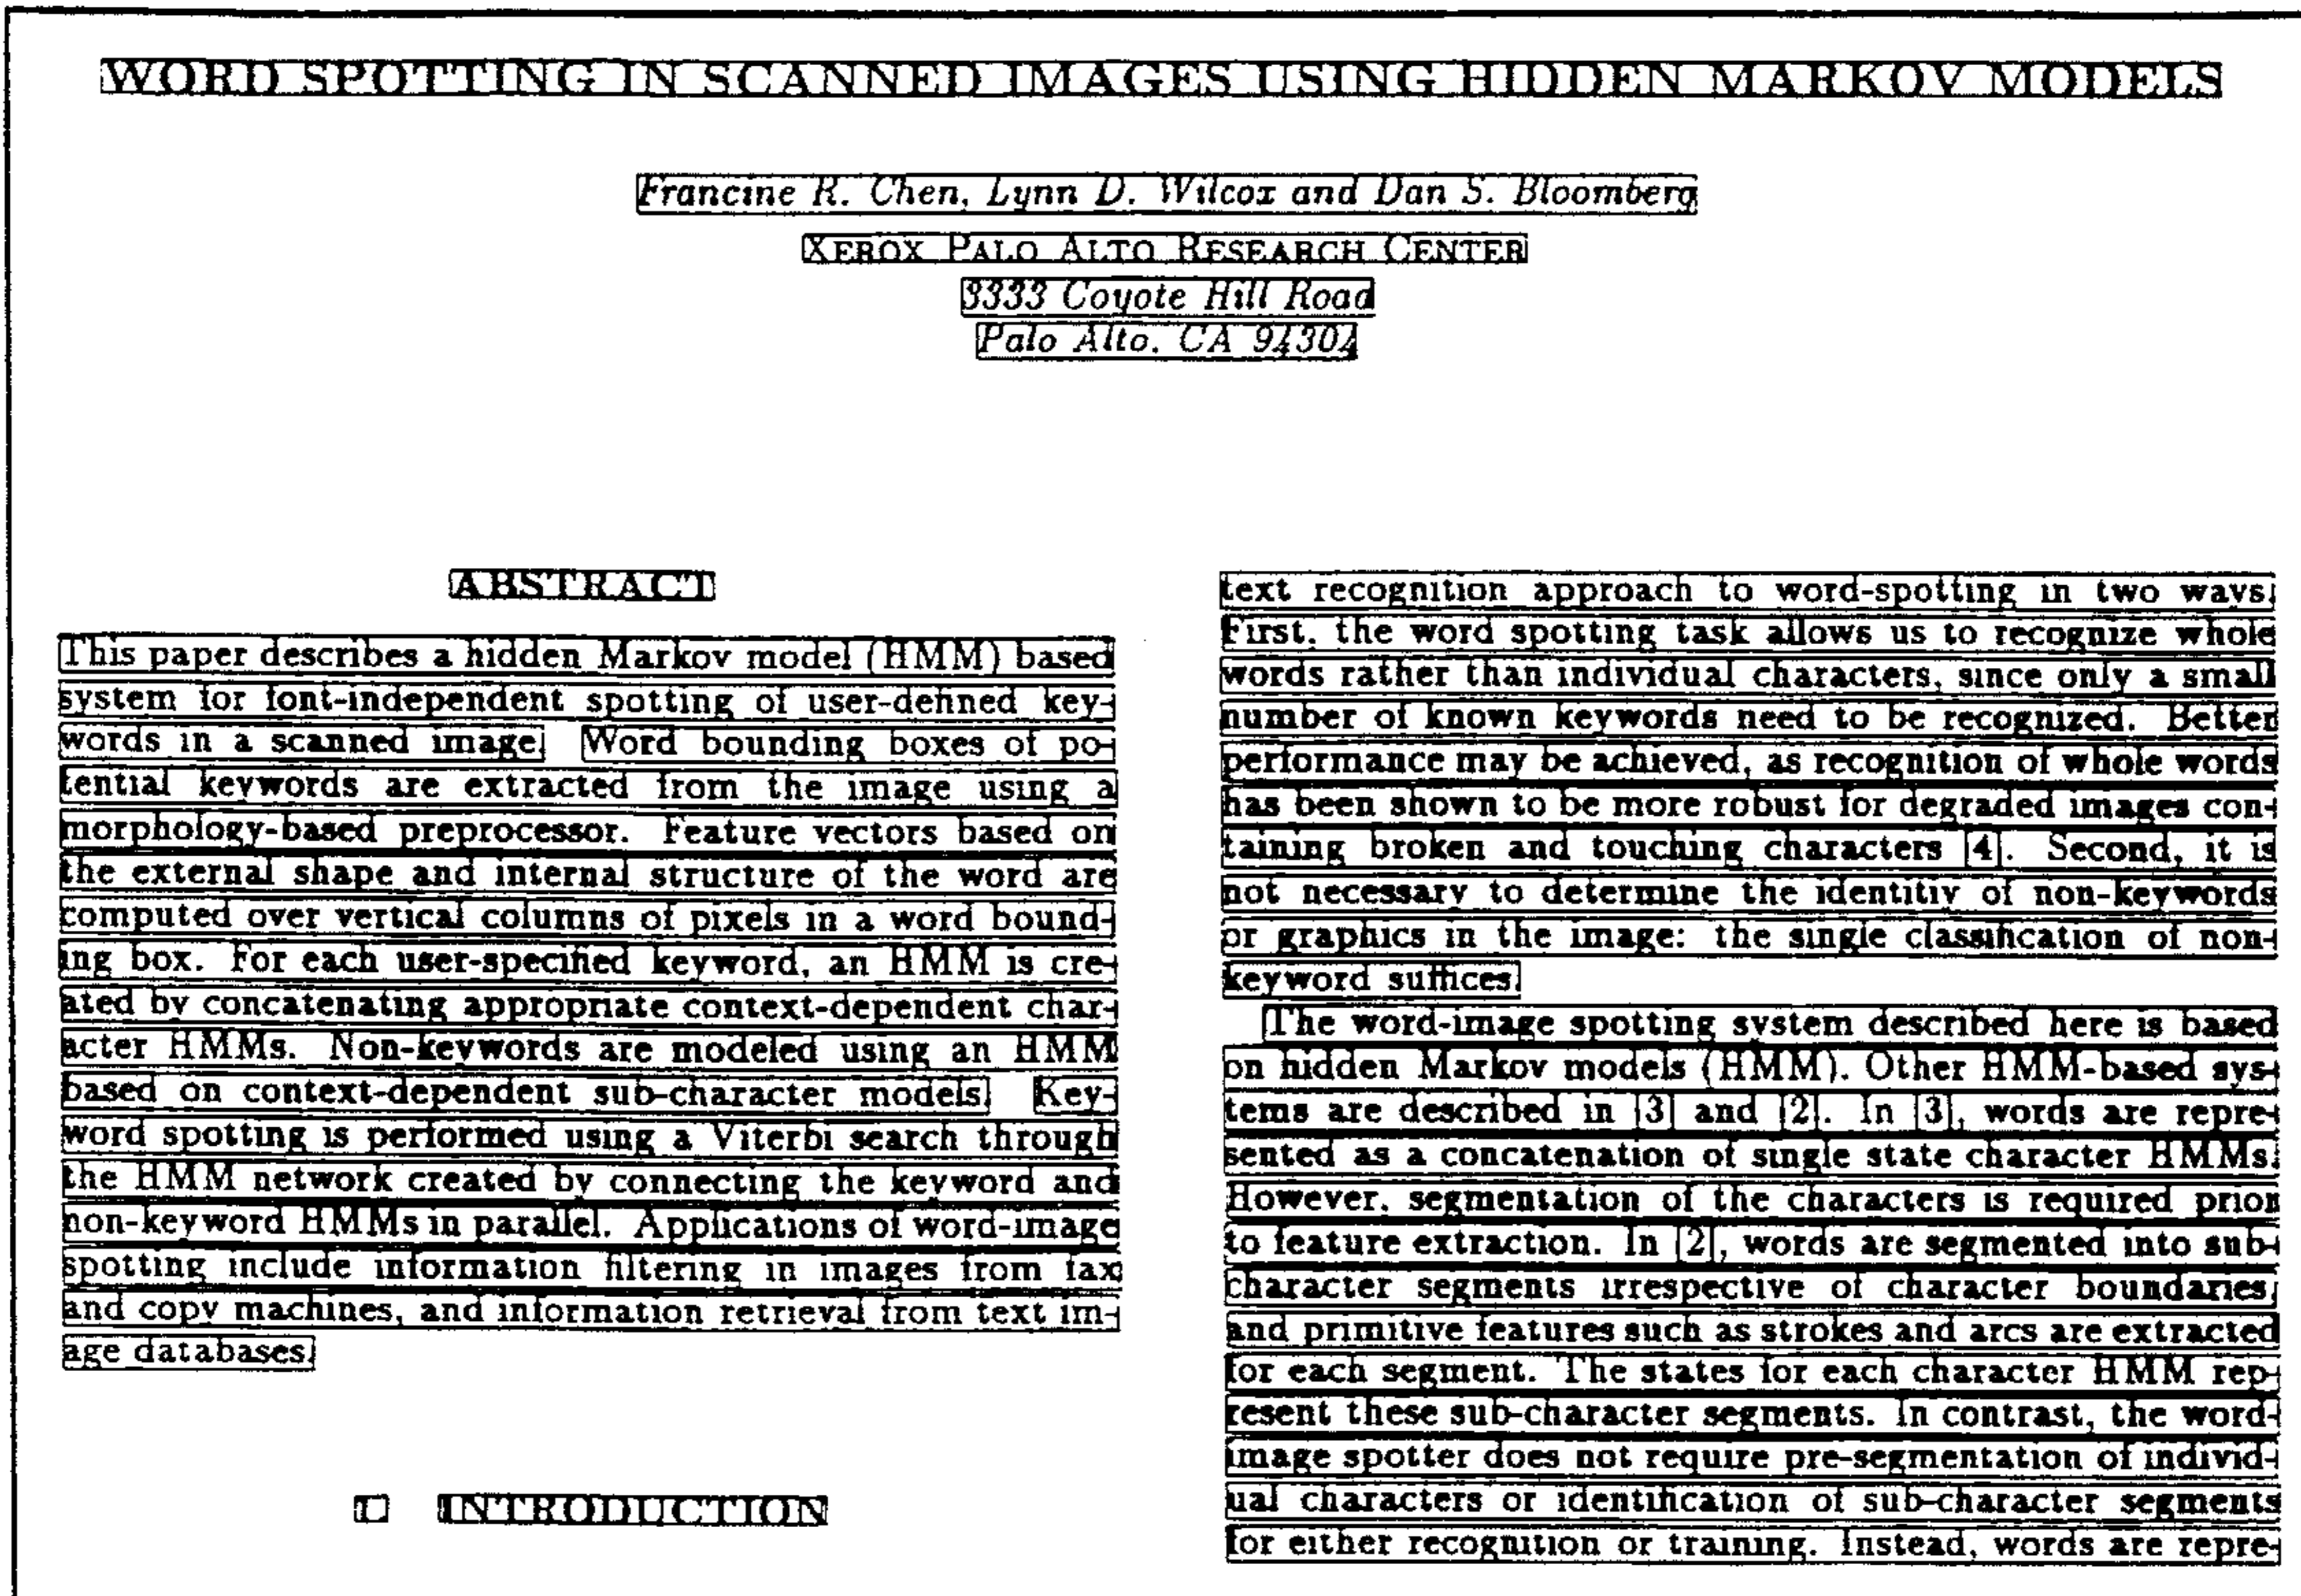 WORD SPOTTING IN SCANNED IMAGES USING HIDDEN MARKOV MODELS
Francine R. Chen, Lynn D. Wilcox and Dan S. Bloomberg
XEROX PALO ALTO RESEARCH CENTER
3333 Coyote Hill Road
Palo Alto, CA 94304
ABSTRACT
This paper describes a hidden Markov model (HMM) based
system for font-independent spotting of user-defined key-
words in a scanned image. Word bounding boxes of po-
tential keywords are extracted from the image using a
morphology-based preprocessor. Feature vectors based on
the external shape and internal structure of the word are
computed over vertical columns of pixels in a word bound-
ing box. For each user-specified keyword, an HMM is cre-
ated by concatenating appropriate context-dependent char-
acter HMMs. Non-keywords are modeled using an HMM
based on context-dependent sub-character models. Key-
word spotting is performed using a Viterbi search through
the HMM network created by connecting the keyword and
non-keyword HMMs in parallel. Applications of word-image
spotting include information filtering in images from fax
and copy machines, and information retrieval from text im-
age databases.
1. INTRODUCTION
text recognition approach to word-spotting in two ways.
First, the word spotting task allows us to recognize whole
words rather than individual characters, since only a small
number of known keywords need to be recognized. Better
performance may be achieved, as recognition of whole words
has been shown to be more robust for degraded images con-
taining broken and touching characters [4]. Second, it is
not necessary to determine the identitiy of non-keywords
or graphics in the image: the single classification of non-
keyword suffices.
The word-image spotting system described here is based
on hidden Markov models (HMM). Other HMM-based sys-
tems are described in [3] and [2]. In [3], words are repre-
sented as a concatenation of single state character HMMs.
However, segmentation of the characters is required prior
to feature extraction. In [2], words are segmented into sub-
character segments irrespective of character boundaries,
and primitive features such as strokes and arcs are extracted
for each segment. The states for each character HMM rep-
resent these sub-character segments. In contrast, the word-
image spotter does not require pre-segmentation of individ-
ual characters or identification of sub-character segments
for either recognition or training. Instead, words are repre-